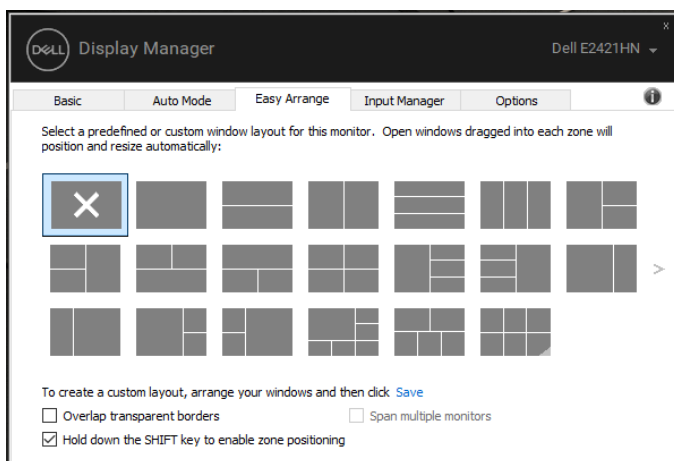 x
DELL Display Manager Dell E2421HN
Basic Auto Mode Easy Arrange Input Manager Options i
Select a predefined or custom window layout for this monitor. Open windows dragged into each zone will
position and resize automatically:
>
To create a custom layout, arrange your windows and then click Save
Overlap transparent borders Span multiple monitors
Hold down the SHIFT key to enable zone positioning